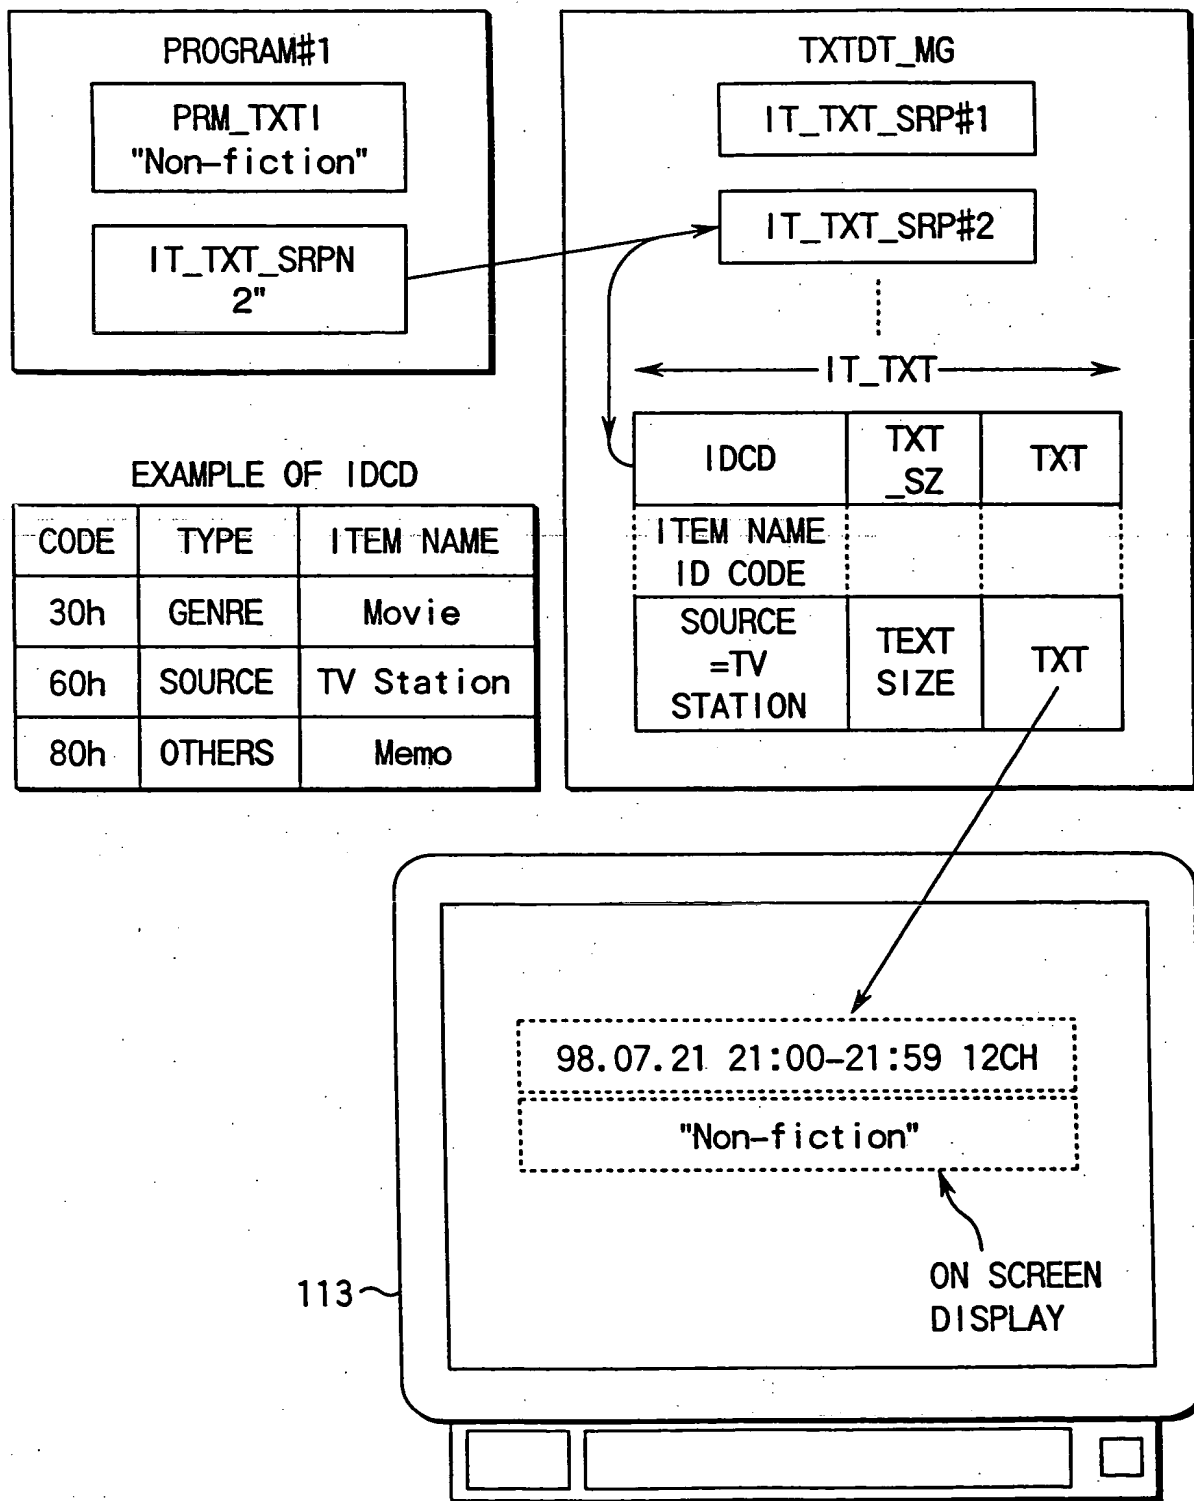 PROGRAM#1
PRM_TXTI
"Non-fiction"
IT_TXT_SRPN
2"
TXTDT_MG
IT_TXT_SRP#1
IT_TXT_SRP#2
IT_TXT
IDCD
TXT
_SZ
TXT
ITEM NAME
ID CODE
SOURCE
=TV
STATION
TEXT
SIZE
TXT
EXAMPLE OF IDCD
CODE TYPE ITEM NAME
30h GENRE Movie
60h SOURCE TV Station
80h OTHERS Memo
98.07.21 21:00-21:59 12CH
"Non-fiction"
ON SCREEN
DISPLAY
113